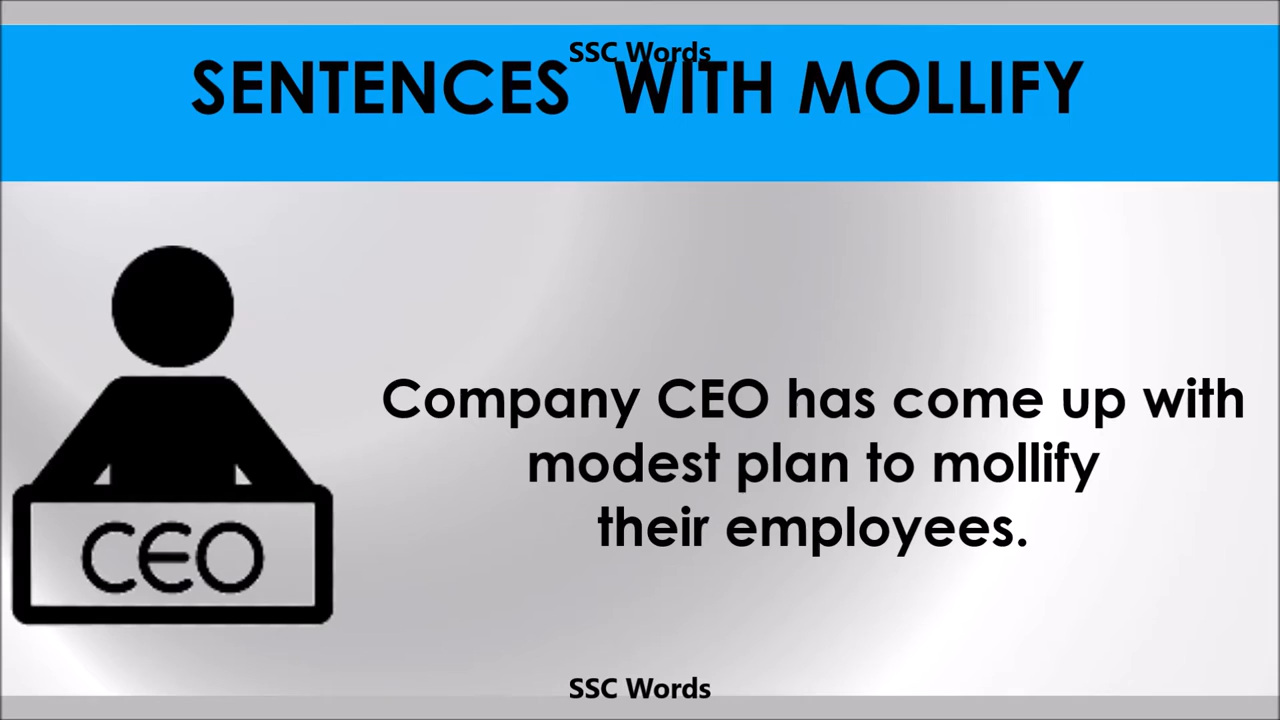 SSC Words
SENTENCES WITH MOLLIFY
Company CEO has come up with
modest plan to mollify
their employees.
CEO
SSC Words